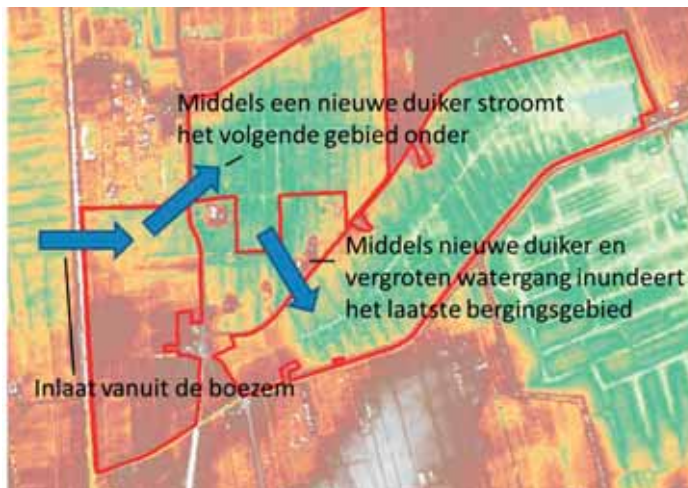 Middels een nieuwe duiker stroomt
het volgende gebied onder
Middels nieuwe duiker en
vergroten watergang inundeert
het laatste bergingsgebied
Inlaat vanuit de boezem